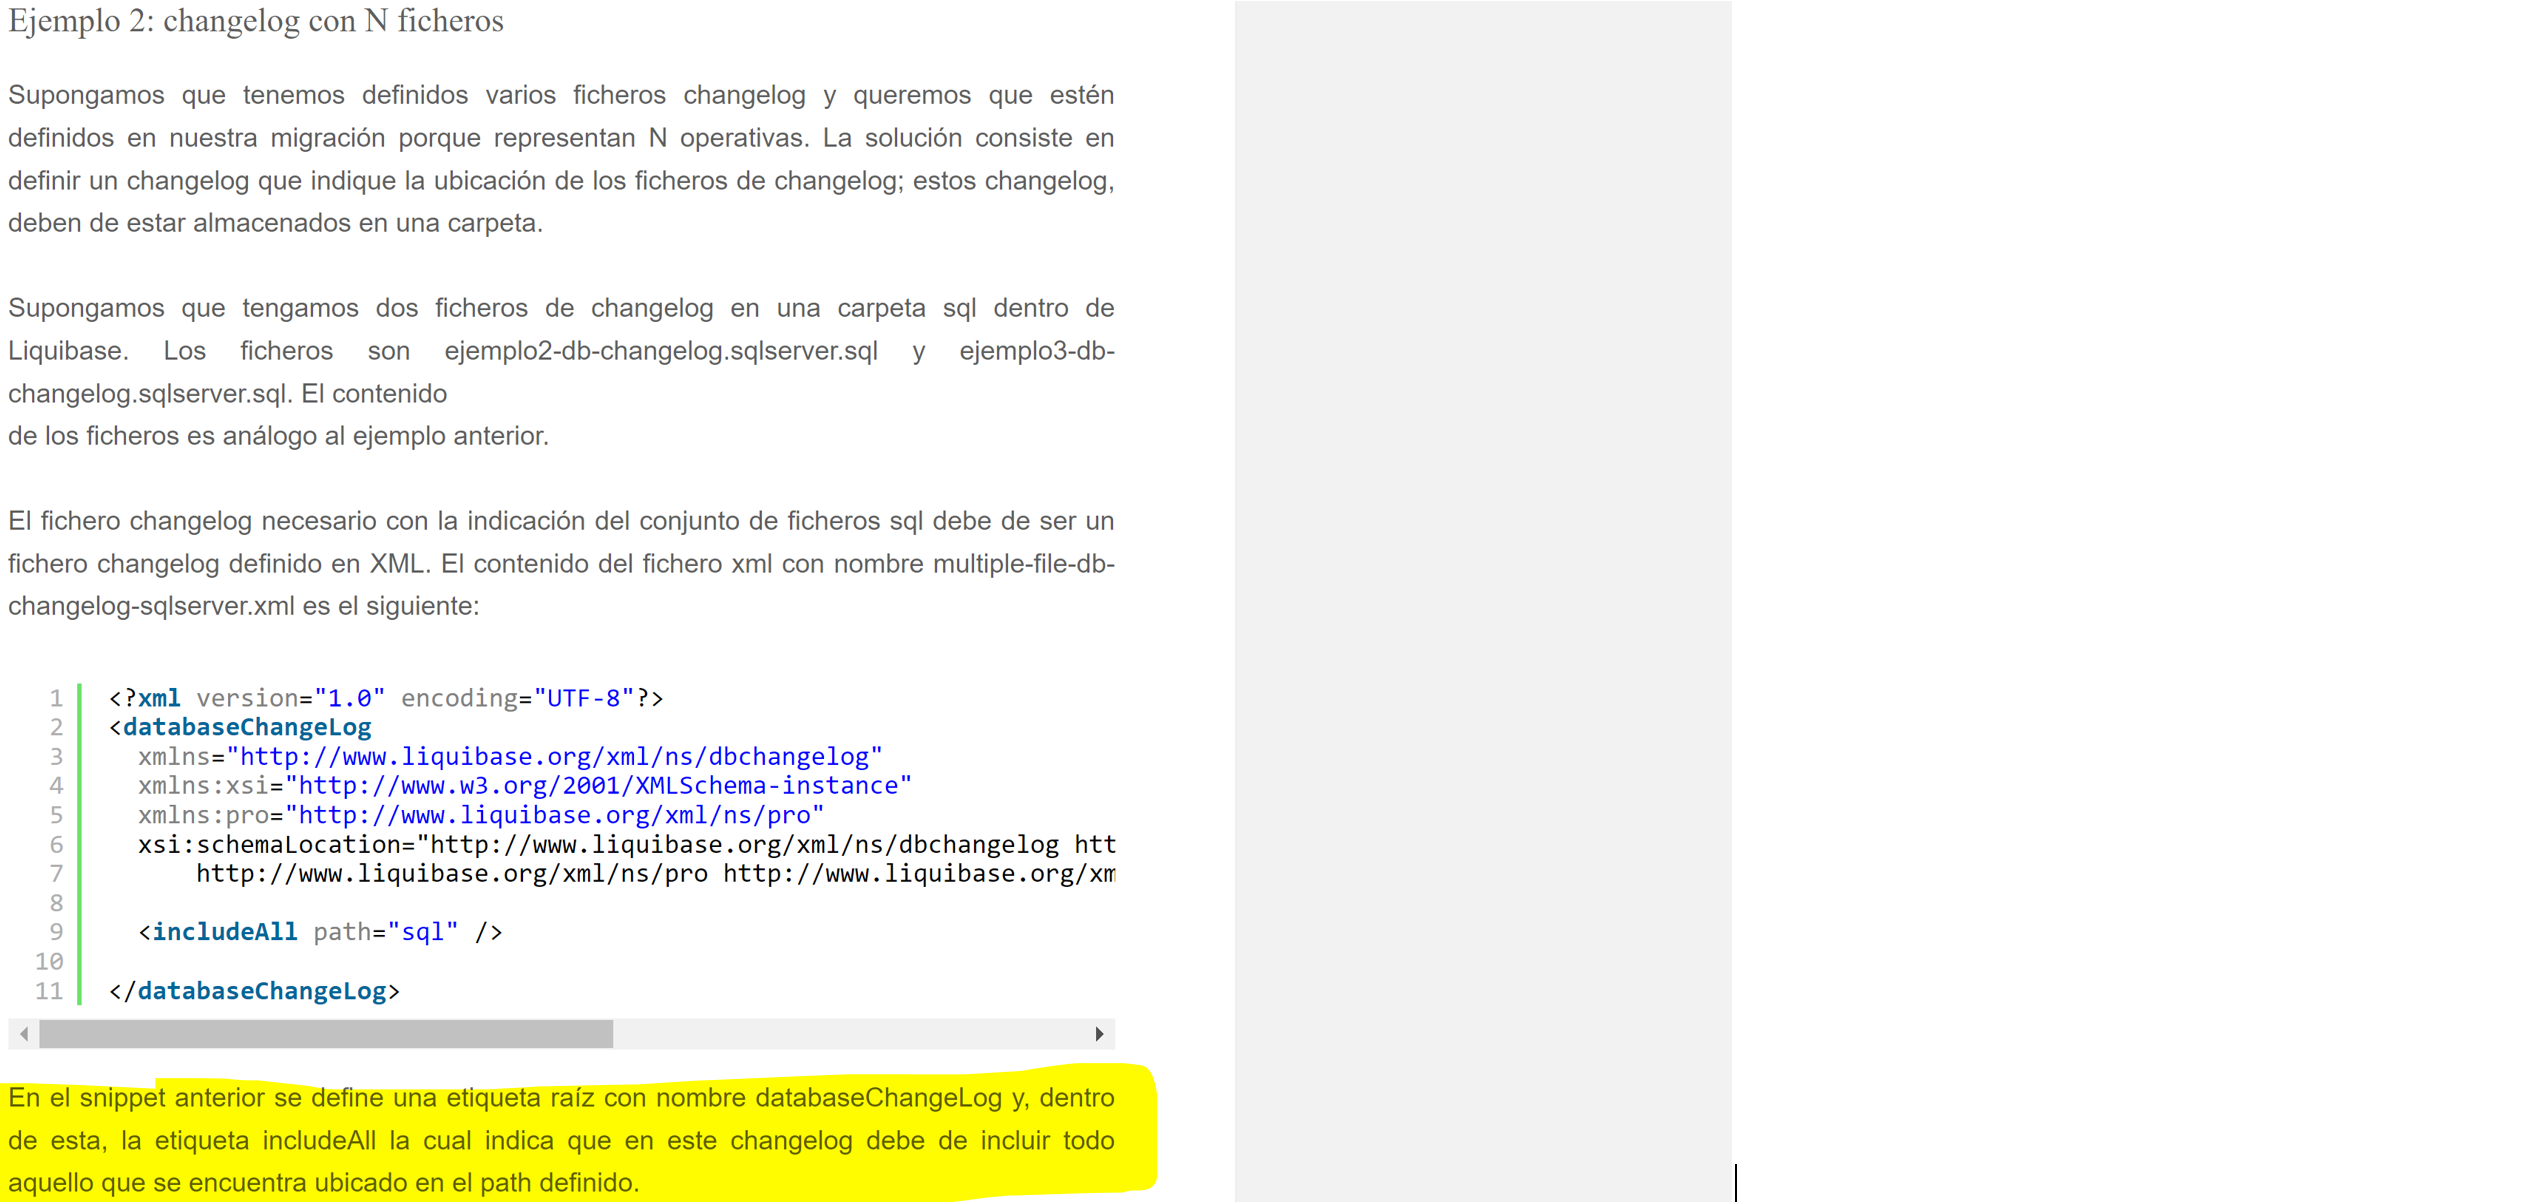 Ejemplo 2: changelog con N ficheros
Supongamos que tenemos definidos varios ficheros changelog y queremos que estén
definidos en nuestra migración porque representan N operativas. La solución consiste en
definir un changelog que indique la ubicación de los ficheros de changelog; estos changelog,
deben de estar almacenados en una carpeta.
Supongamos que tengamos dos ficheros de changelog en una carpeta sql dentro de
Liquibase. Los ficheros son ejemplo2-db-changelog.sqlserver.sql y ejemplo3-db-
changelog.sqlserver.sql. El contenido
de los ficheros es análogo al ejemplo anterior.
El fichero changelog necesario con la indicación del conjunto de ficheros sql debe de ser un
fichero changelog definido en XML. El contenido del fichero xml con nombre multiple-file-db-
changelog-sqlserver.xml es el siguiente:
1 <?xml version="1.0" encoding="UTF-8"?>
2 <databaseChangeLog
3 xmlns="http://www.liquibase.org/xml/ns/dbchangelog"
4 xmlns:xsi="http://www.w3.org/2001/XMLSchema-instance"
5 xmlns:pro="http://www.liquibase.org/xml/ns/pro"
6 xsi:schemaLocation="http://www.liquibase.org/xml/ns/dbchangelog htt
7 http://www.liquibase.org/xml/ns/pro http://www.liquibase.org/xm
8
9 <includeAll path="sql" />
10
11 </databaseChangeLog>
En el snippet anterior se define una etiqueta raíz con nombre databaseChangeLog y, dentro
de esta, la etiqueta includeAll la cual indica que en este changelog debe de incluir todo
aquello que se encuentra ubicado en el path definido.